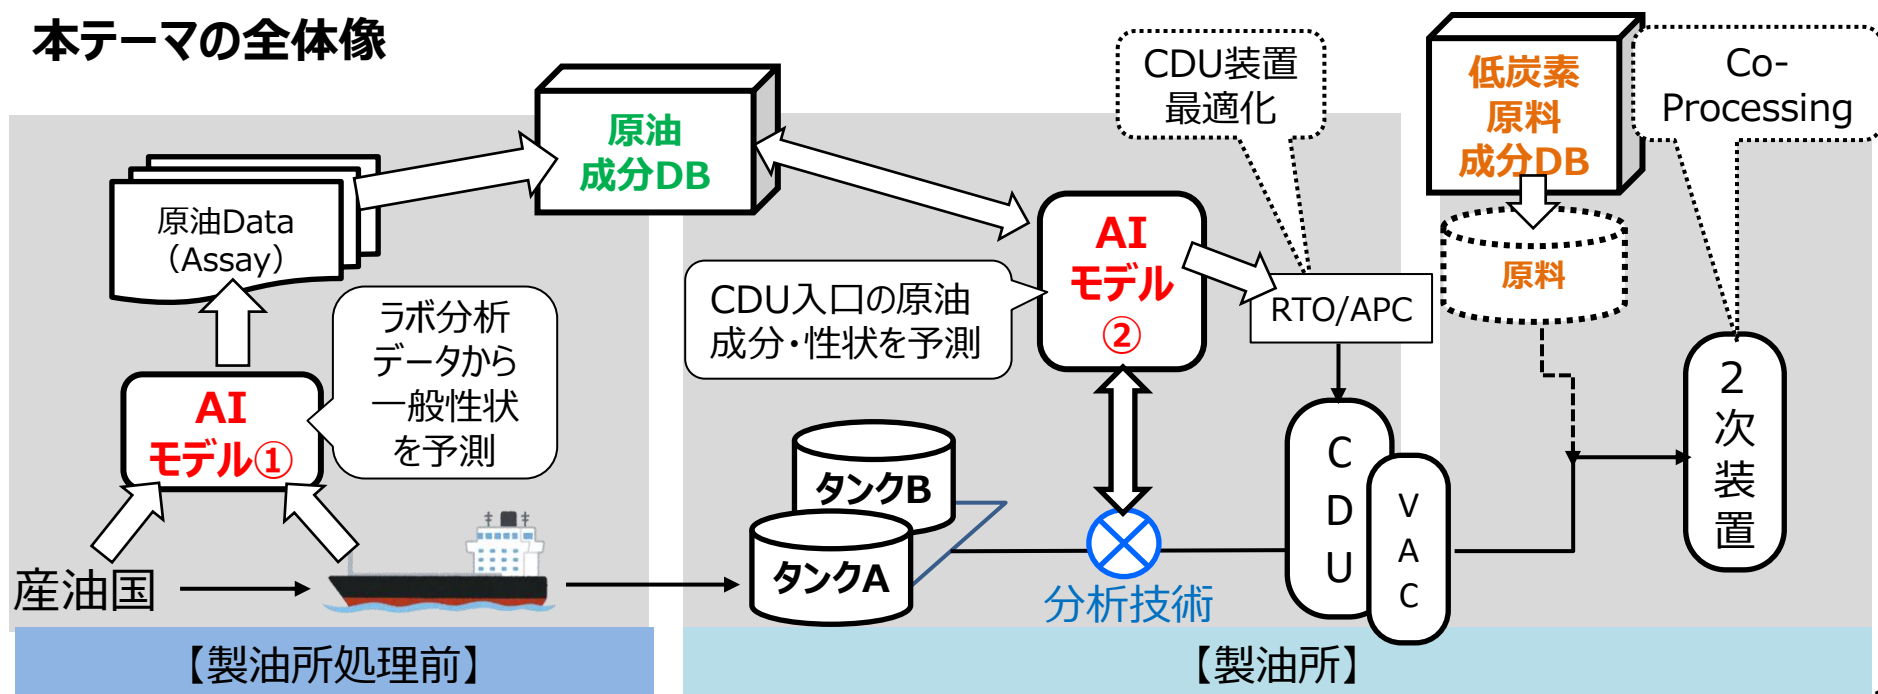 本テーマの全体像
原油
成分DB
CDU装置
最適化
低炭素
原料
成分DB
Co-
Processing
原油Data
（Assay）
AI
モデル
②
原料
CDU入口の原油
成分・性状を予測
RTO/APC
ラボ分析
データから
一般性状
を予測
AI
モデル①
2
次
装
置
タンクB
タンクA
C
D
U
V
A
C
産油国
分析技術
【製油所処理前】
【製油所】